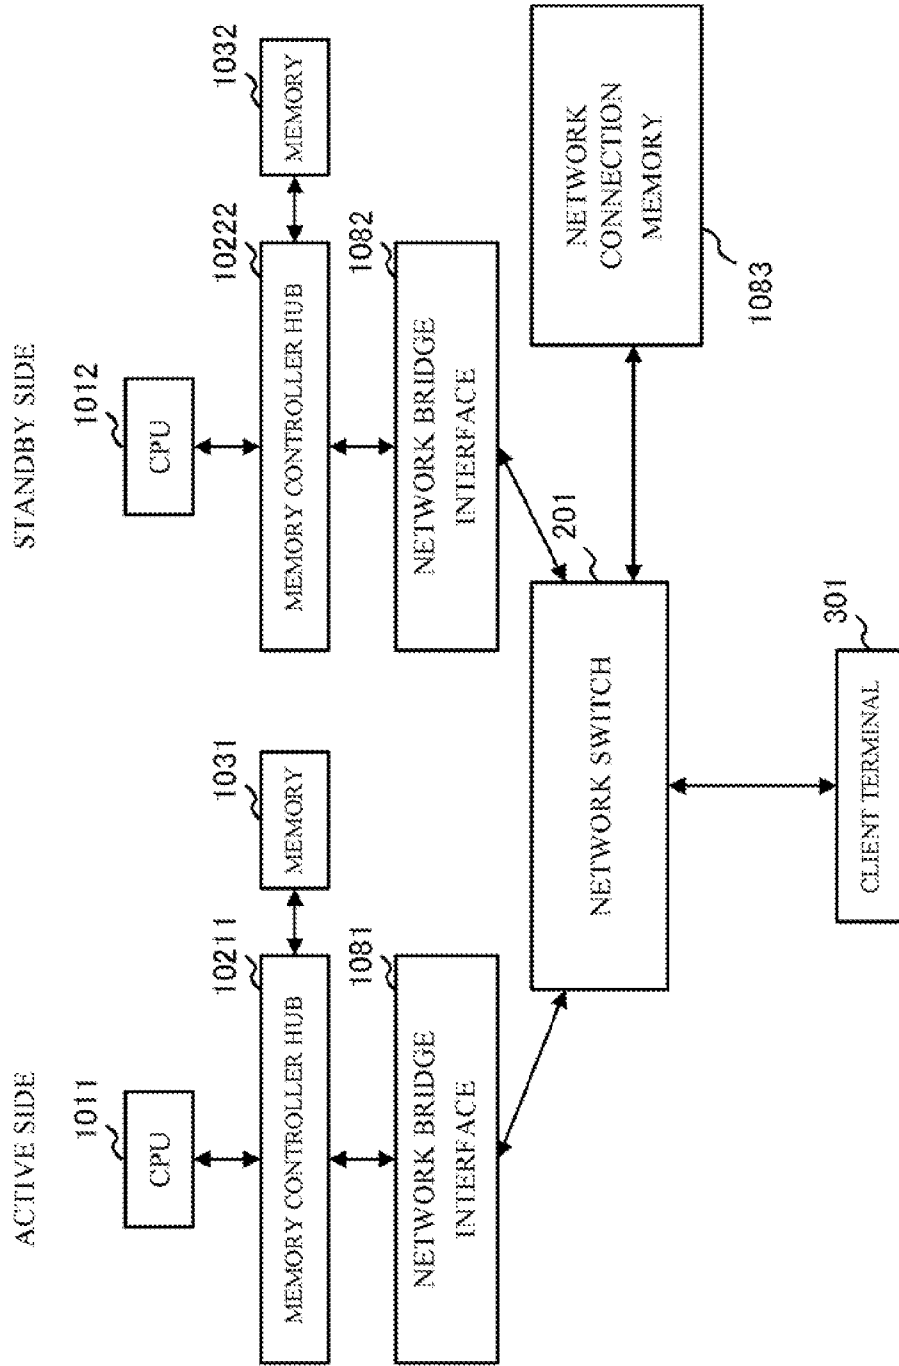 ACTIVE SIDE
STANDBY SIDE
1011
CPU
1012
CPU
10211
MEMORY CONTROLLER HUB
1031
MEMORY
10222
MEMORY CONTROLLER HUB
1032
MEMORY
1081
NETWORK BRIDGE
INTERFACE
1082
NETWORK BRIDGE
INTERFACE
201
NETWORK SWITCH
NETWORK
CONNECTION
MEMORY
1083
301
CLIENT TERMINAL